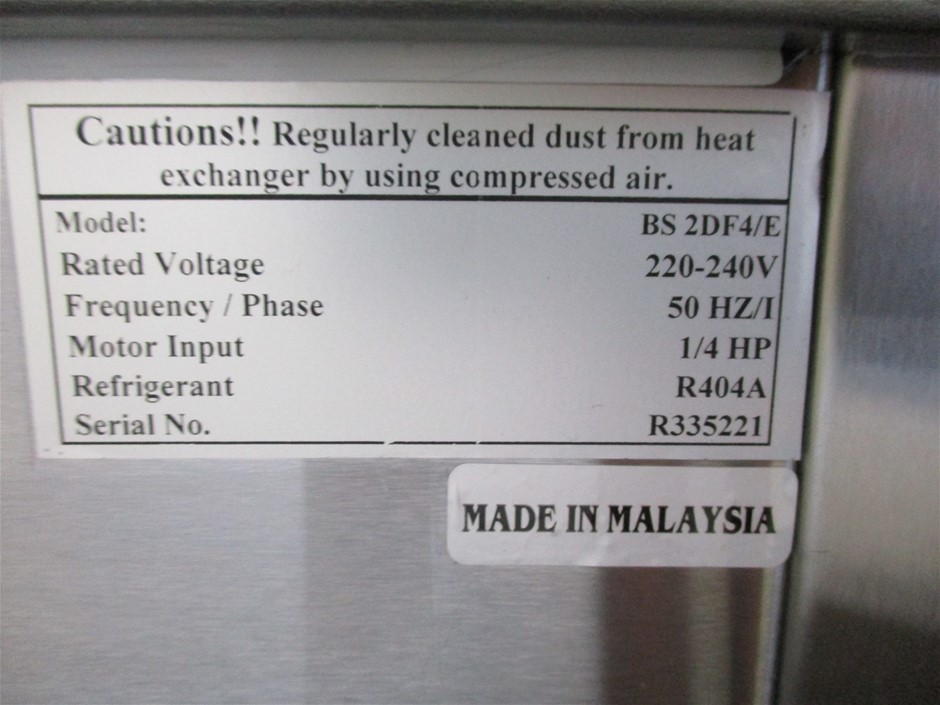 Cautions!! Regularly cleaned dust from heat
exchanger by using compressed air.
Model: BS 2DF4/E
Rated Voltage 220-240V
Frequency / Phase 50 HZ/I
Motor Input 1/4 HP
Refrigerant R404A
Serial No. R335221
MADE IN MALAYSIA